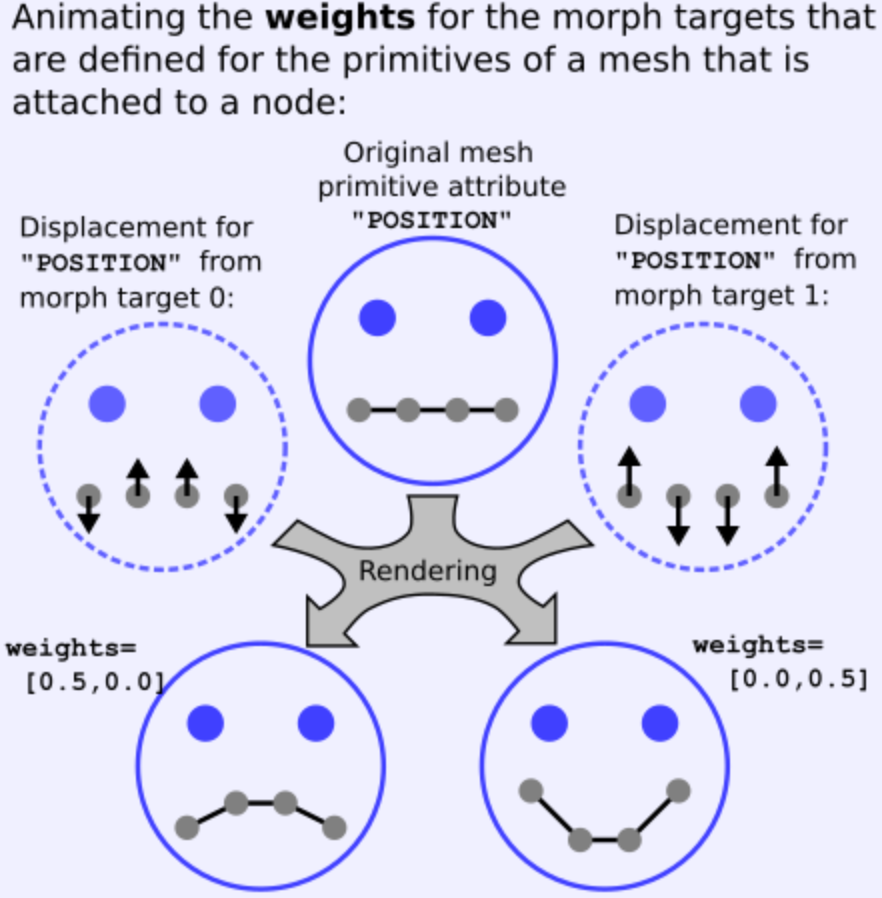 Animating the weights for the morph targets that
are defined for the primitives of a mesh that is
attached to a node:
Original mesh
primitive attribute
"POSITION"
Displacement for
"POSITION" from
morph target 0:
Displacement for
"POSITION" from
morph target 1:
Rendering
weights=
[0.5,0.0]
weights=
[0.0,0.5]